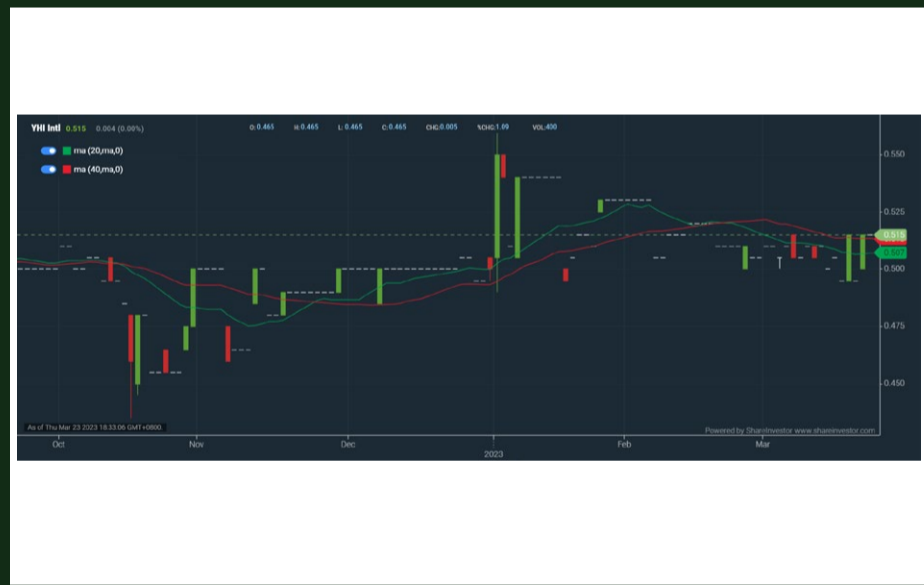 YHI Intl 0.515 0.004 (0.08%) O:0.465 H:0.465 L:0.465 C:0.465 CHG:0.005 %CHG:1.09 VOL:400
ma (20,ma,0)
ma (40,ma,0)
0.550
0.525
0.515
0.507
0.500
0.475
0.450
As of Thu Mar 23 2023 18:33:06 GMT+0800.
Powered by ShareInvestor www.shareinvestor.com
Oct Nov Dec 2023 Feb Mar